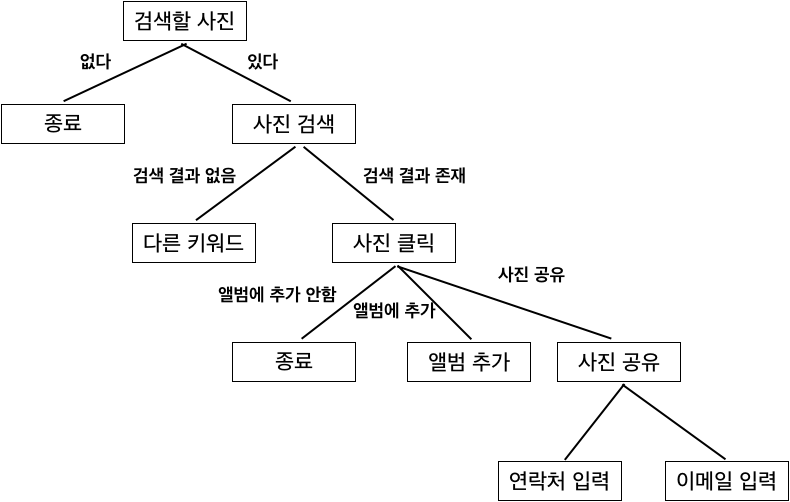 검색할 사진
없다
있다
종료
사진 검색
검색 결과 없음
검색 결과 존재
다른 키워드
사진 클릭
앨범에 추가 안함
앨범에 추가
사진 공유
종료
앨범 추가
사진 공유
연락처 입력
이메일 입력